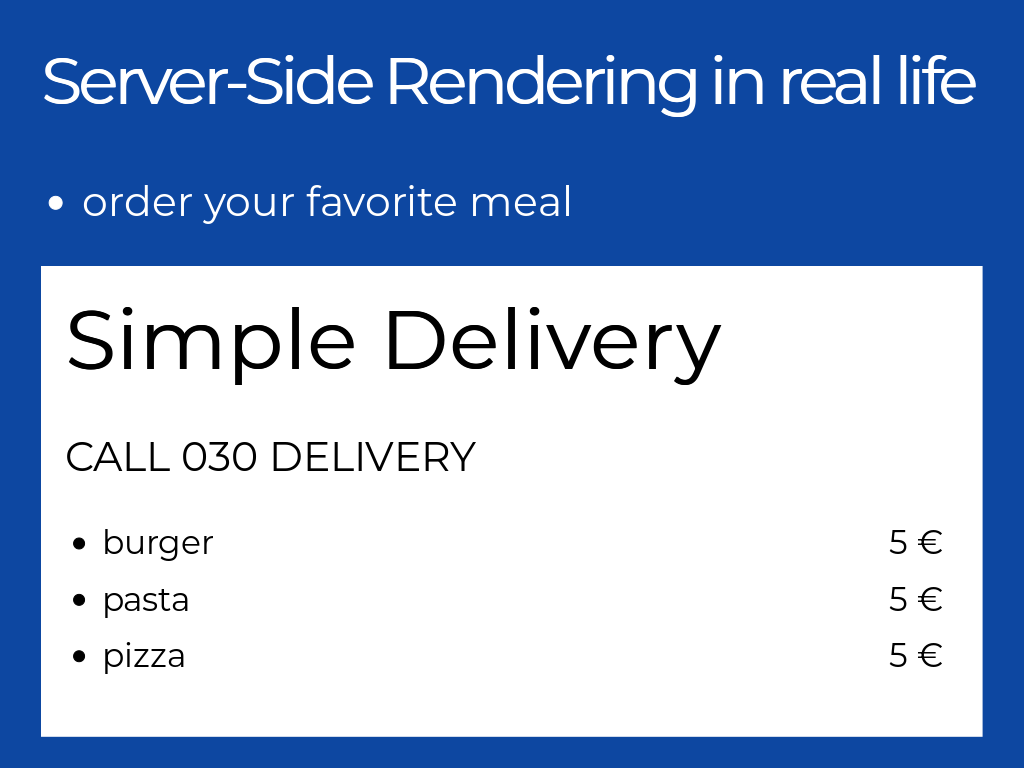 Server-Side Rendering in real life
• order your favorite meal
Simple Delivery
CALL 030 DELIVERY
• burger 5 €
• pasta 5 €
• pizza 5 €